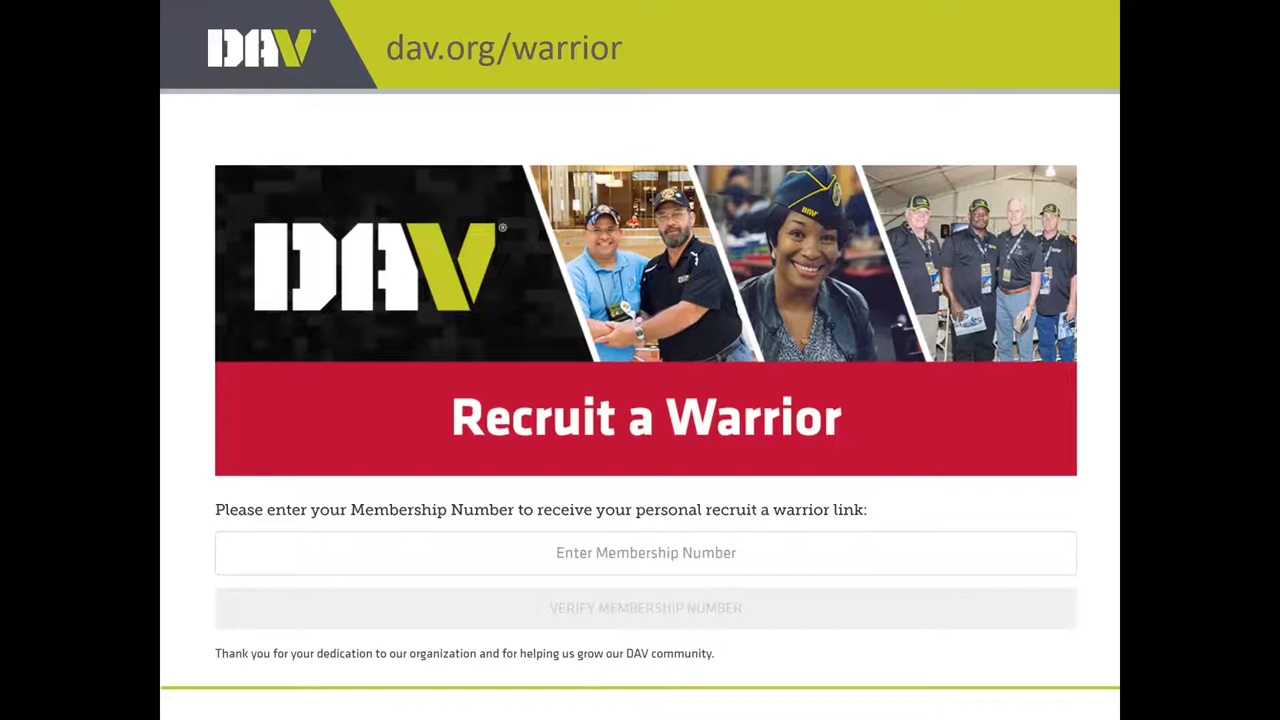 DAV® dav.org/warrior
DAV®
DAV
Recruit a Warrior
Please enter your Membership Number to receive your personal recruit a warrior link:
Enter Membership Number
VERIFY MEMBERSHIP NUMBER
Thank you for your dedication to our organization and for helping us grow our DAV community.